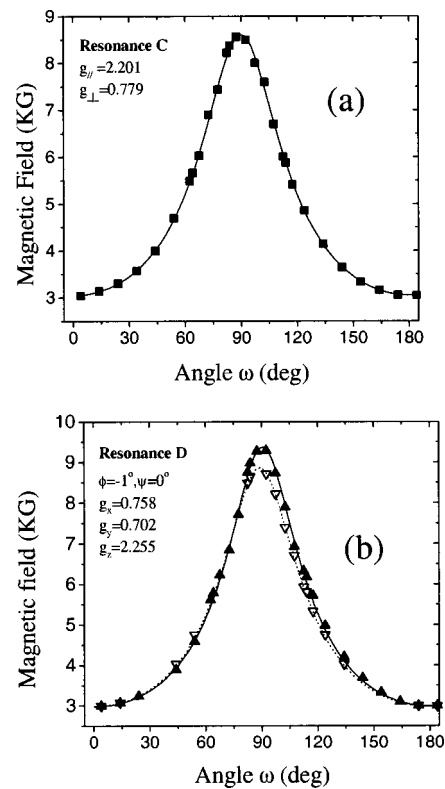 9
8
7
6
5
4
3
Magnetic Field (KG)
Resonance C
g//=2.201
g⊥=0.779
(a)
0 30 60 90 120 150 180
Angle ω (deg)
10
9
8
7
6
5
4
3
Magnetic field (KG)
Resonance D
ϕ=-1°,ψ=0°
gx=0.758
gy=0.702
gz=2.255
(b)
0 30 60 90 120 150 180
Angle ω (deg)